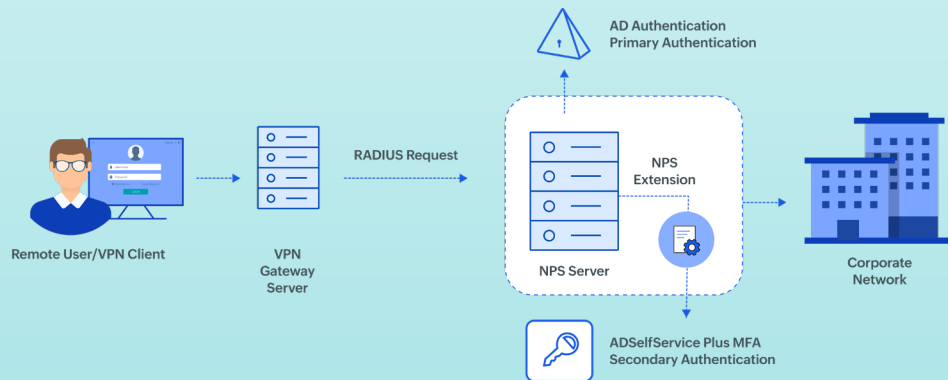 AD Authentication
Primary Authentication
RADIUS Request
NPS
Extension
Remote User/VPN Client
VPN
Gateway
Server
NPS Server
Corporate
Network
ADSelfService Plus MFA
Secondary Authentication